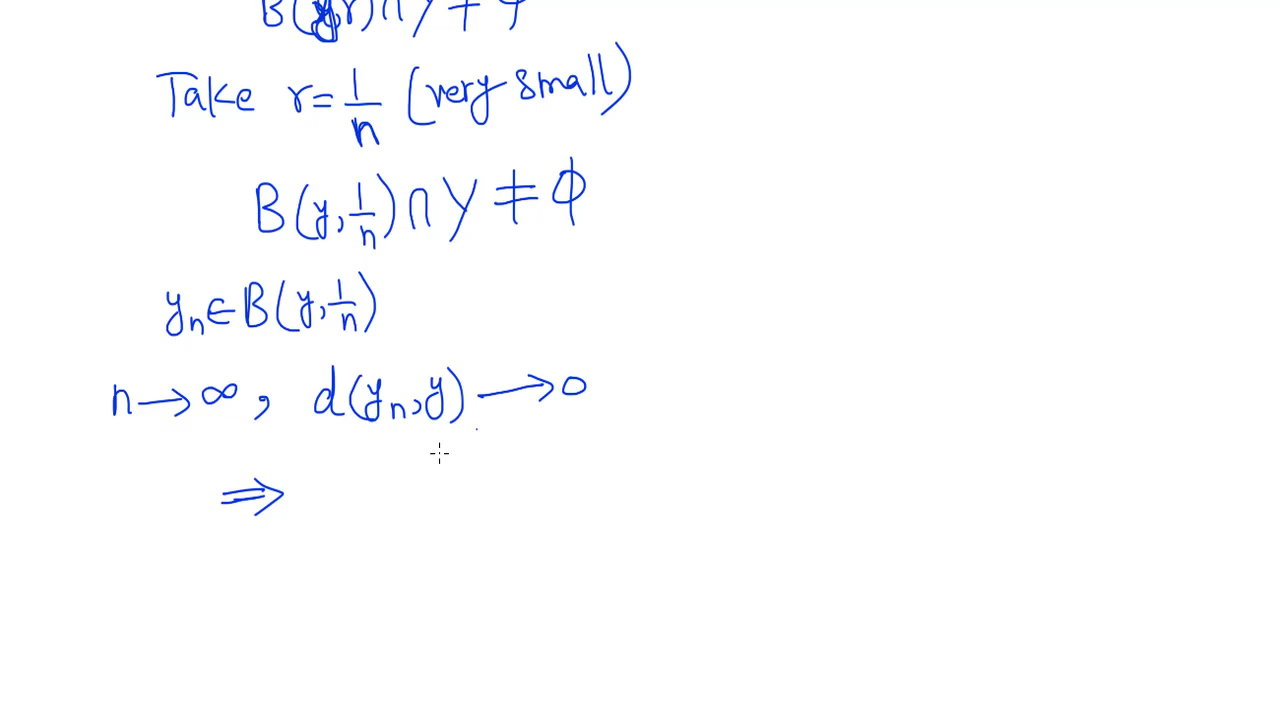 B(y,r)∩Y≠ϕ
Take r=1/n (very small)
B(y,1/n)∩Y≠ϕ
yₙ∈B(y,1/n)
n→∞, d(yₙ,y)→0
⇒